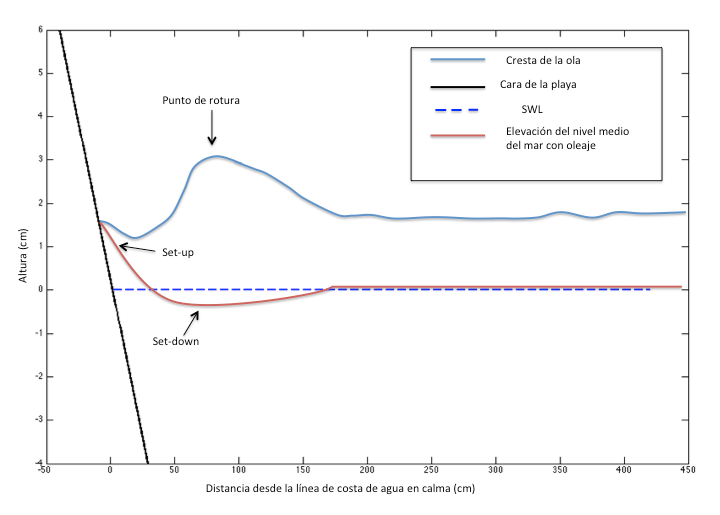 6
5
4
3
2
1
0
-1
-2
-3
-4
-50
0
50
100
150
200
250
300
350
400
450
Altura (cm)
Distancia desde la línea de costa de agua en calma (cm)
Punto de rotura
Set-up
Set-down
Cresta de la ola
Cara de la playa
SWL
Elevación del nivel medio
del mar con oleaje